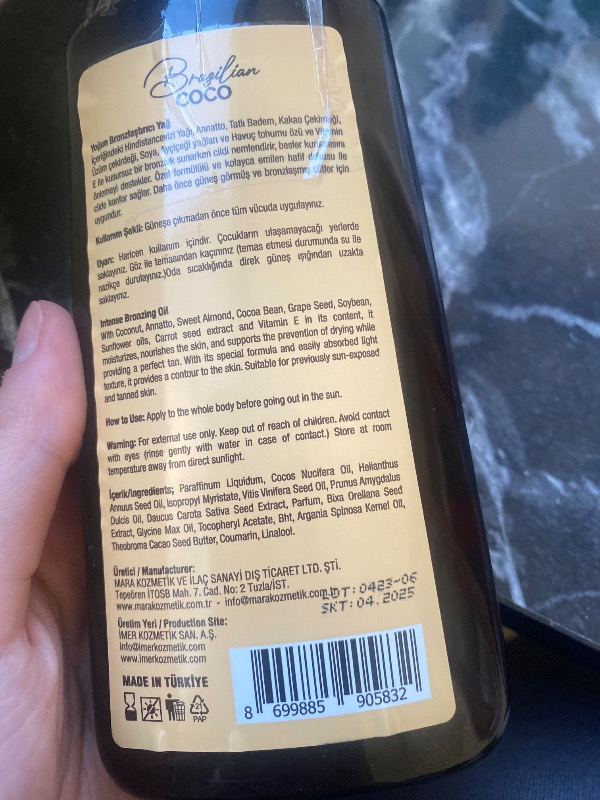 Brazilian
COCO
Yoğun Bronzlaştırıcı Yağ
İçeriğindeki Hindistancevizi Yağı, Annatto, Tatlı Badem, Kakao Çekirdeği,
Üzüm çekirdeği, Soya, Ayçiçeği yağları ve Havuç tohumu özü ve Vitamin
E ile kusursuz bir bronzluk sunarken cildi nemlendirir, besler kurumasını
önlemeyi destekler. Özel formülülü ve kolayca emilen hafif dokusu ile
cilde konfor sağlar. Daha önce güneş görmüş ve bronzlaşmış ciltler için
uygundur.
Kullanım Şekli: Güneşe çıkmadan önce tüm vücuda uygulayınız.
Uyarı: Haricen kullanım içindir. Çocukların ulaşamayacağı yerlerde
saklayınız. Göz ile temasından kaçınınız (temas etmesi durumunda su ile
nazikçe durulayınız.)Oda sıcaklığında direk güneş ışığından uzakta
saklayınız.
Intense Bronzing Oil
With Coconut, Annatto, Sweet Almond, Cocoa Bean, Grape Seed, Soybean,
Sunflower oils, Carrot seed extract and Vitamin E in its content, it
moisturizes, nourishes the skin, and supports the prevention of drying while
providing a perfect tan. With its special formula and easily absorbed light
texture, it provides a contour to the skin. Suitable for previously sun-exposed
and tanned skin.
How to Use: Apply to the whole body before going out in the sun.
Warning: For external use only. Keep out of reach of children. Avoid contact
with eyes (rinse gently with water in case of contact.) Store at room
temperature away from direct sunlight.
İçerik/Ingredients; Paraffinum Liquidum, Cocos Nucifera Oil, Helianthus
Annuus Seed Oil, Isopropyl Myristate, Vitis Vinifera Seed Oil, Prunus Amygdalus
Dulcis Oil, Daucus Carota Sativa Seed Extract, Parfum, Bixa Orellana Seed
Extract, Glycine Max Oil, Tocopheryl Acetate, Bht, Argania Spinosa Kernel Oil,
Theobroma Cacao Seed Butter, Coumarin, Linalool.
Üretici / Manufacturer:
MARA KOZMETİK VE İLAÇ SANAYİ DIŞ TİCARET LTD. ŞTİ.
Tepeören İTOSB Mah. 7. Cad. No: 2 Tuzla/İST.
www.marakozmetik.com.tr - info@marakozmetik.com.tr
LOT: 0423-06
SKT: 04.2025
Üretim Yeri / Production Site:
İMER KOZMETİK SAN. A.Ş.
info@imerkozmetik.com
www.imerkozmetik.com
MADE IN TÜRKİYE
21
PAP
8 699885 905832